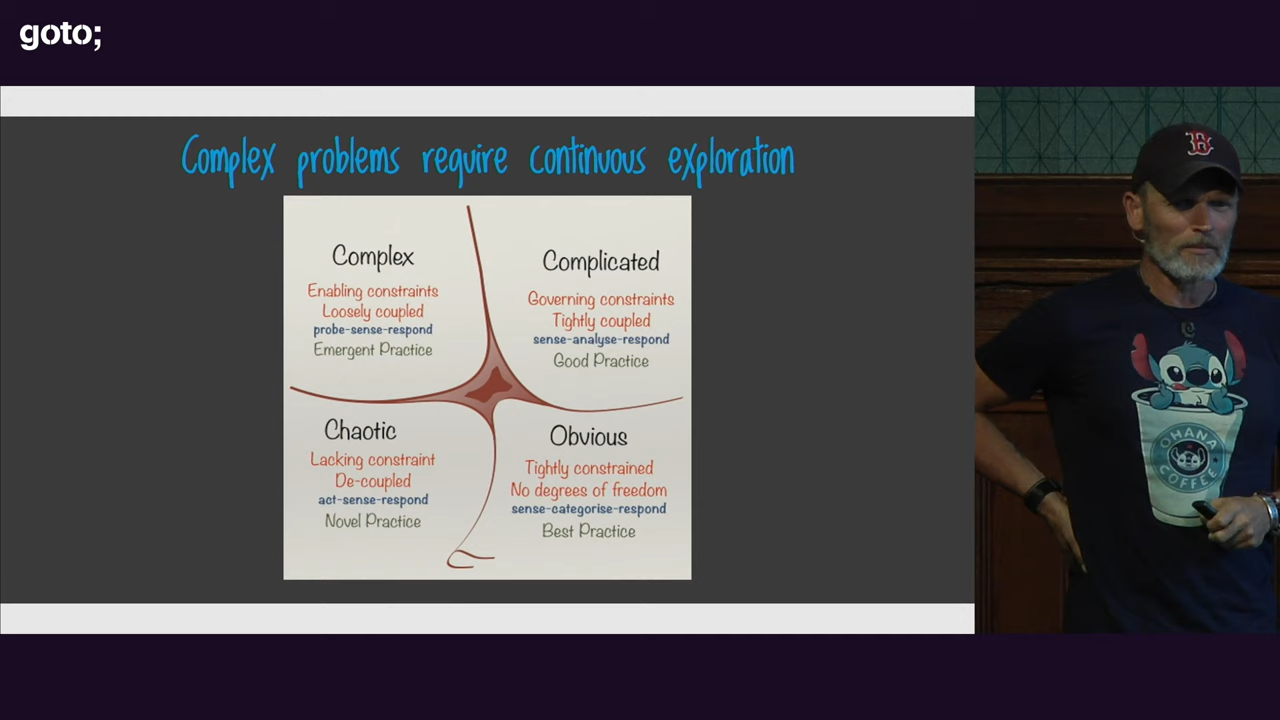 goto;
Complex problems require continuous exploration
Complex
Enabling constraints
Loosely coupled
probe-sense-respond
Emergent Practice
Complicated
Governing constraints
Tightly coupled
sense-analyse-respond
Good Practice
Chaotic
Lacking constraint
De-coupled
act-sense-respond
Novel Practice
Obvious
Tightly constrained
No degrees of freedom
sense-categorise-respond
Best Practice
B
OHANA
COFFEE